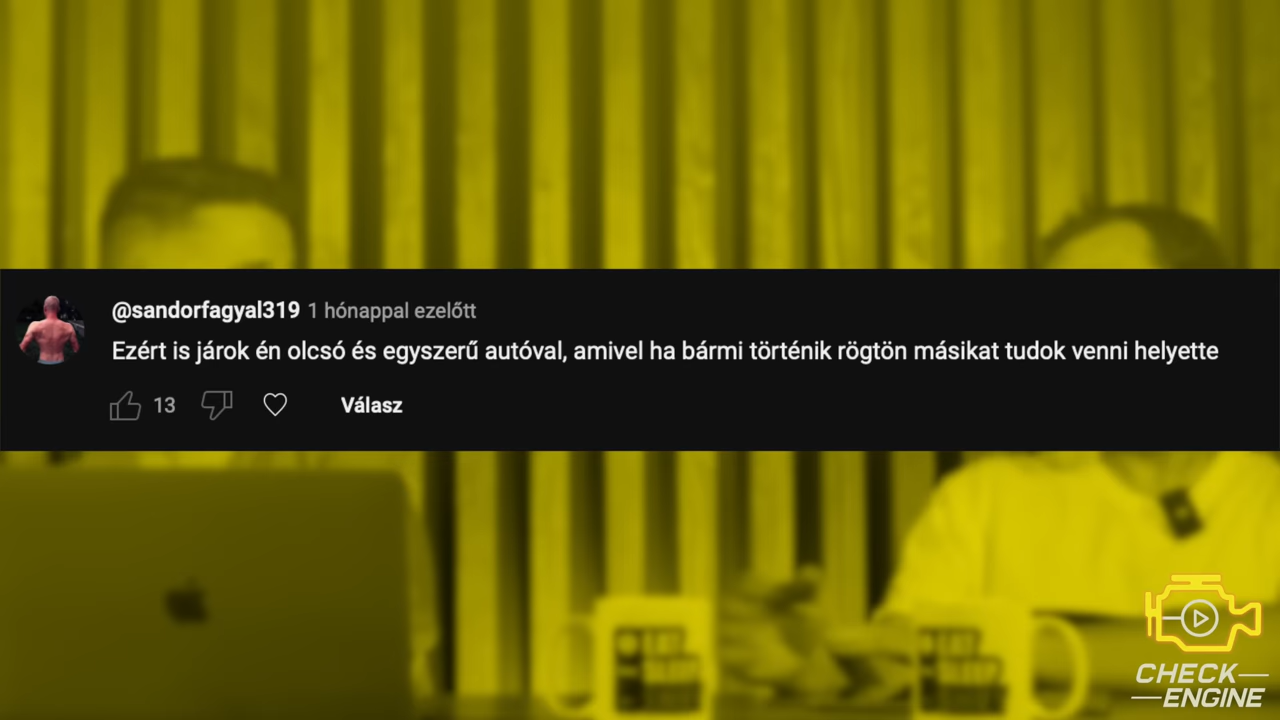 @sandorfagyal319 1 hónappal ezelőtt
Ezért is járok én olcsó és egyszerű autóval, amivel ha bármi történik rögtön másikat tudok venni helyette
13
Válasz
CHECK
ENGINE